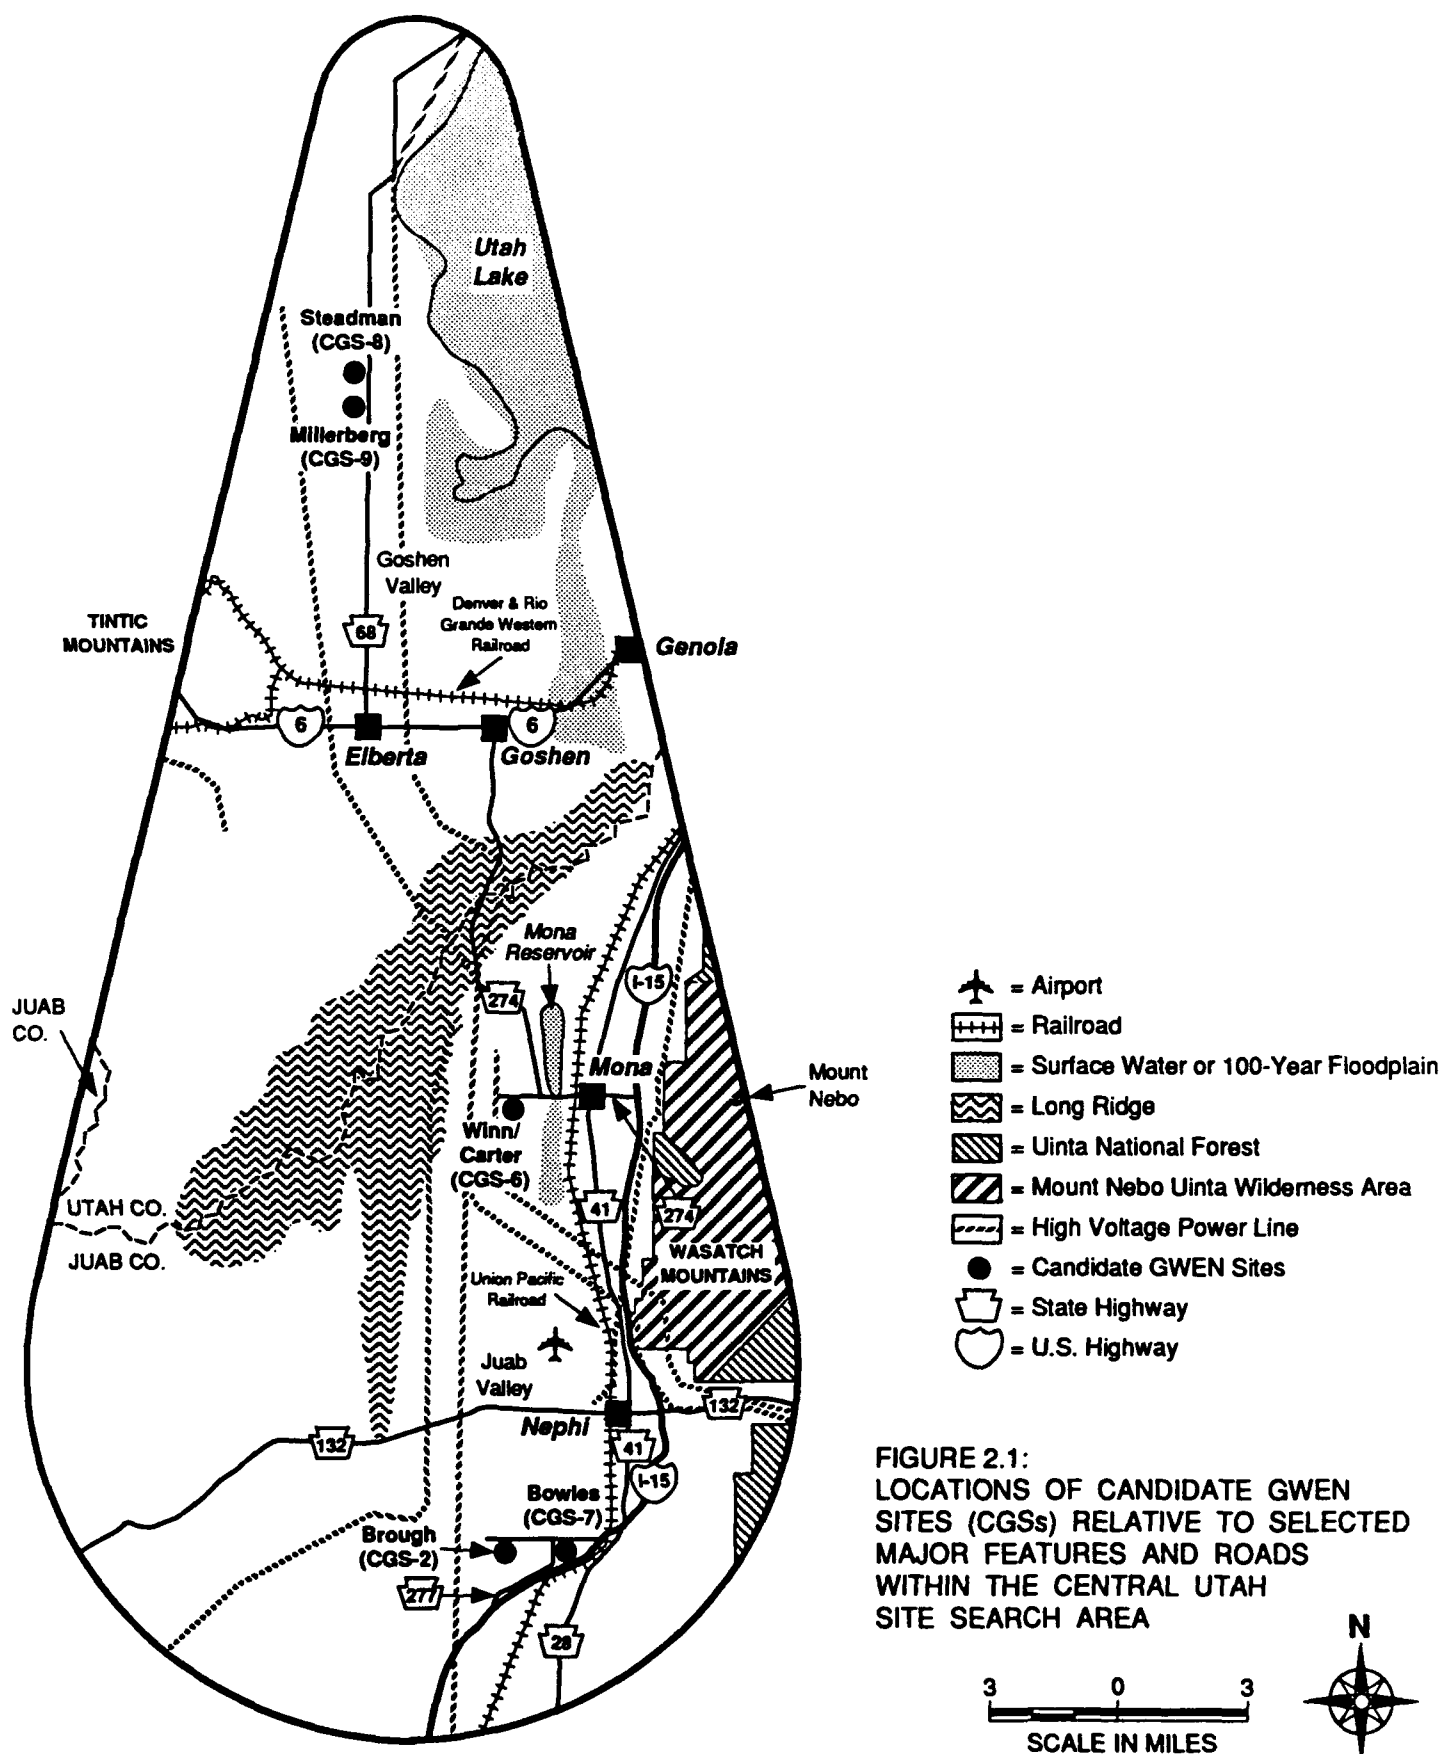 Utah
Lake
Steadman
(CGS-8)
Millerberg
(CGS-9)
Goshen
Valley
Denver & Rio
Grande Western
Railroad
TINTIC
MOUNTAINS
68
Genola
6
6
Elberta
Goshen
Mona
Reservoir
I-15
274
JUAB
CO.
Mona
Mount
Nebo
Winn/
Carter
(CGS-6)
41
274
UTAH CO.
JUAB CO.
WASATCH
MOUNTAINS
Union Pacific
Railroad
Juab
Valley
132
Nephi
132
41
I-15
Bowles
(CGS-7)
Brough
(CGS-2)
277
28
= Airport
= Railroad
= Surface Water or 100-Year Floodplain
= Long Ridge
= Uinta National Forest
= Mount Nebo Uinta Wilderness Area
= High Voltage Power Line
= Candidate GWEN Sites
= State Highway
= U.S. Highway
FIGURE 2.1:
LOCATIONS OF CANDIDATE GWEN
SITES (CGSs) RELATIVE TO SELECTED
MAJOR FEATURES AND ROADS
WITHIN THE CENTRAL UTAH
SITE SEARCH AREA
N
3 0 3
SCALE IN MILES